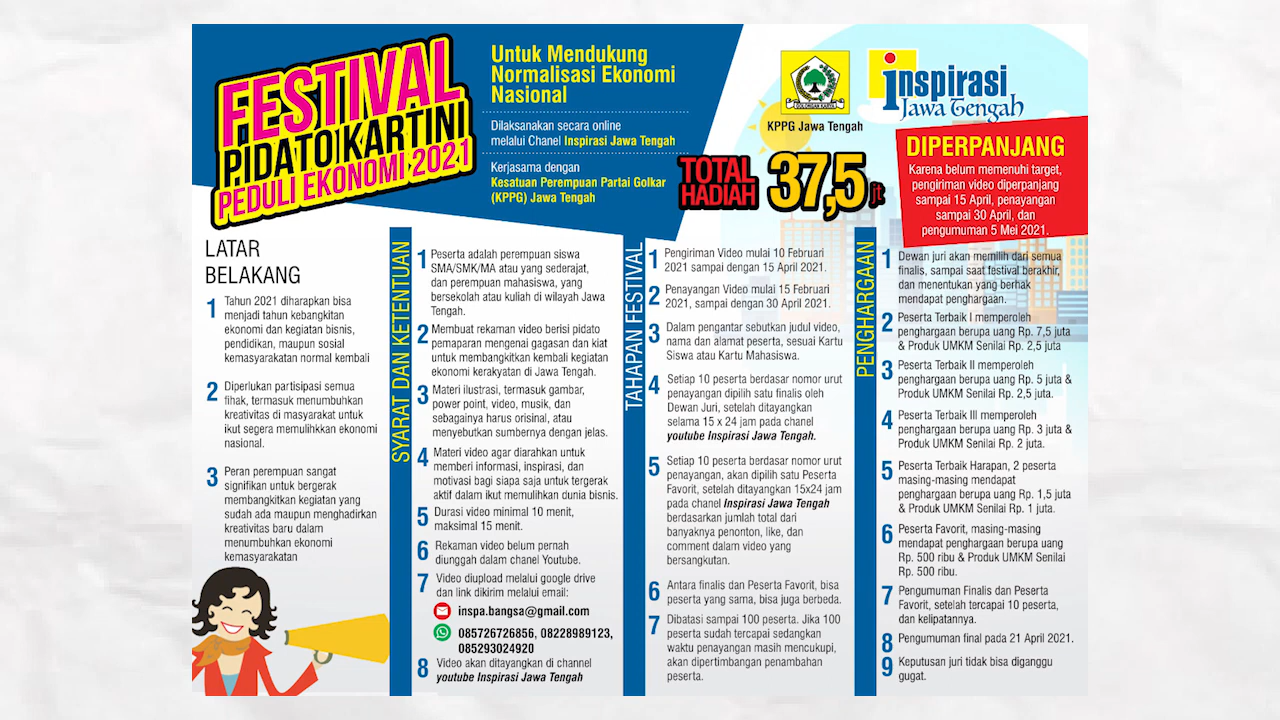 FESTIVAL
PIDATO KARTINI
PEDULI EKONOMI 2021
Untuk Mendukung
Normalisasi Ekonomi
Nasional
Dilaksanakan secara online
melalui Chanel Inspirasi Jawa Tengah
Kerjasama dengan
Kesatuan Perempuan Partai Golkar
(KPPG) Jawa Tengah
GOLONGAN KARYA
KPPG Jawa Tengah
inspirasi
Jawa Tengah
TOTAL
HADIAH
37,5 jt
DIPERPANJANG
Karena belum memenuhi target,
pengiriman video diperpanjang
sampai 15 April, penayangan
sampai 30 April, dan
pengumuman 5 Mei 2021.
LATAR
BELAKANG
1 Tahun 2021 diharapkan bisa
menjadi tahun kebangkitan
ekonomi dan kegiatan bisnis,
pendidikan, maupun sosial
kemasyarakatan normal kembali
2 Diperlukan partisipasi semua
fihak, termasuk menumbuhkan
kreativitas di masyarakat untuk
ikut segera memulihkkan ekonomi
nasional.
3 Peran perempuan sangat
signifikan untuk bergerak
membangkitkan kegiatan yang
sudah ada maupun menghadirkan
kreativitas baru dalam
menumbuhkan ekonomi
kemasyarakatan
SYARAT DAN KETENTUAN
1 Peserta adalah perempuan siswa
SMA/SMK/MA atau yang sederajat,
dan perempuan mahasiswa, yang
bersekolah atau kuliah di wilayah Jawa
Tengah.
2 Membuat rekaman video berisi pidato
pemaparan mengenai gagasan dan kiat
untuk membangkitkan kembali kegiatan
ekonomi kerakyatan di Jawa Tengah.
3 Materi ilustrasi, termasuk gambar,
power point, video, musik, dan
sebagainya harus orisinal, atau
menyebutkan sumbernya dengan jelas.
4 Materi video agar diarahkan untuk
memberi informasi, inspirasi, dan
motivasi bagi siapa saja untuk tergerak
aktif dalam ikut memulihkan dunia bisnis.
5 Durasi video minimal 10 menit,
maksimal 15 menit.
6 Rekaman video belum pernah
diunggah dalam chanel Youtube.
7 Video diupload melalui google drive
dan link dikirim melalui email:
inspa.bangsa@gmail.com
085726726856, 08228989123,
085293024920
8 Video akan ditayangkan di channel
youtube Inspirasi Jawa Tengah
TAHAPAN FESTIVAL
1 Pengiriman Video mulai 10 Februari
2021 sampai dengan 15 April 2021.
2 Penayangan Video mulai 15 Februari
2021, sampai dengan 30 April 2021.
3 Dalam pengantar sebutkan judul video,
nama dan alamat peserta, sesuai Kartu
Siswa atau Kartu Mahasiswa.
4 Setiap 10 peserta berdasar nomor urut
penayangan dipilih satu finalis oleh
Dewan Juri, setelah ditayangkan
selama 15 x 24 jam pada chanel
youtube Inspirasi Jawa Tengah.
5 Setiap 10 peserta berdasar nomor urut
penayangan, akan dipilih satu Peserta
Favorit, setelah ditayangkan 15x24 jam
pada chanel Inspirasi Jawa Tengah
berdasarkan jumlah total dari
banyaknya penonton, like, dan
comment dalam video yang
bersangkutan.
6 Antara finalis dan Peserta Favorit, bisa
peserta yang sama, bisa juga berbeda.
7 Dibatasi sampai 100 peserta. Jika 100
peserta sudah tercapai sedangkan
waktu penayangan masih mencukupi,
akan dipertimbangan penambahan
peserta.
PENGHARGAAN
1 Dewan juri akan memilih dari semua
finalis, sampai saat festival berakhir,
dan menentukan yang berhak
mendapat penghargaan.
2 Peserta Terbaik I memperoleh
penghargaan berupa uang Rp. 7,5 juta
& Produk UMKM Senilai Rp. 2,5 juta
3 Peserta Terbaik II memperoleh
penghargaan berupa uang Rp. 5 juta &
Produk UMKM Senilai Rp. 2,5 juta.
4 Peserta Terbaik III memperoleh
penghargaan berupa uang Rp. 3 juta &
Produk UMKM Senilai Rp. 2 juta.
5 Peserta Terbaik Harapan, 2 peserta
masing-masing mendapat
penghargaan berupa uang Rp. 1,5 juta
& Produk UMKM Senilai Rp. 1 juta.
6 Peserta Favorit, masing-masing
mendapat penghargaan berupa uang
Rp. 500 ribu & Produk UMKM Senilai
Rp. 500 ribu.
7 Pengumuman Finalis dan Peserta
Favorit, setelah tercapai 10 peserta,
dan kelipatannya.
8 Pengumuman final pada 21 April 2021.
9 Keputusan juri tidak bisa diganggu
gugat.